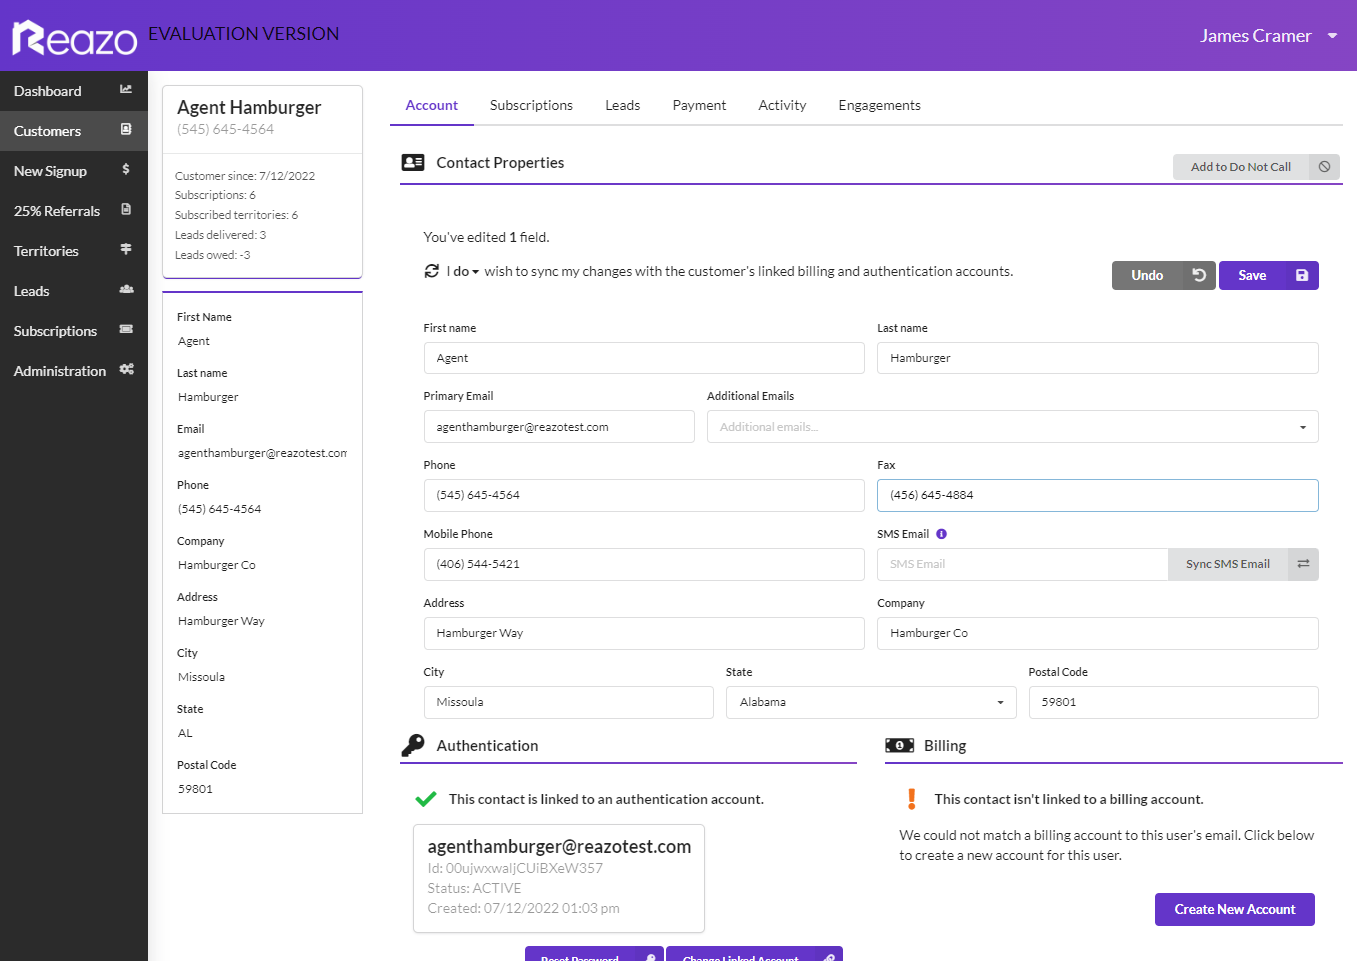 Reazo
EVALUATION VERSION
James Cramer
Dashboard
Customers
New Signup
25% Referrals
Territories
Leads
Subscriptions
Administration
Agent Hamburger
(545) 645-4564
Customer since: 7/12/2022
Subscriptions: 6
Subscribed territories: 6
Leads delivered: 3
Leads owed: -3
First Name
Agent
Last name
Hamburger
Email
agenthamburger@reazotest.com
Phone
(545) 645-4564
Company
Hamburger Co
Address
Hamburger Way
City
Missoula
State
AL
Postal Code
59801
Account Subscriptions Leads Payment Activity Engagements
Contact Properties
Add to Do Not Call
You've edited 1 field.
I do wish to sync my changes with the customer's linked billing and authentication accounts.
Undo Save
First name Last name
Agent Hamburger
Primary Email Additional Emails
agenthamburger@reazotest.com Additional emails...
Phone Fax
(545) 645-4564 (456) 645-4884
Mobile Phone SMS Email
(406) 544-5421 SMS Email Sync SMS Email
Address Company
Hamburger Way Hamburger Co
City State Postal Code
Missoula Alabama 59801
Authentication
This contact is linked to an authentication account.
agenthamburger@reazotest.com
Id: 00ujwxwaljCUiBXeW357
Status: ACTIVE
Created: 07/12/2022 01:03 pm
Reset Password Change Linked Account
Billing
This contact isn't linked to a billing account.
We could not match a billing account to this user's email. Click below
to create a new account for this user.
Create New Account